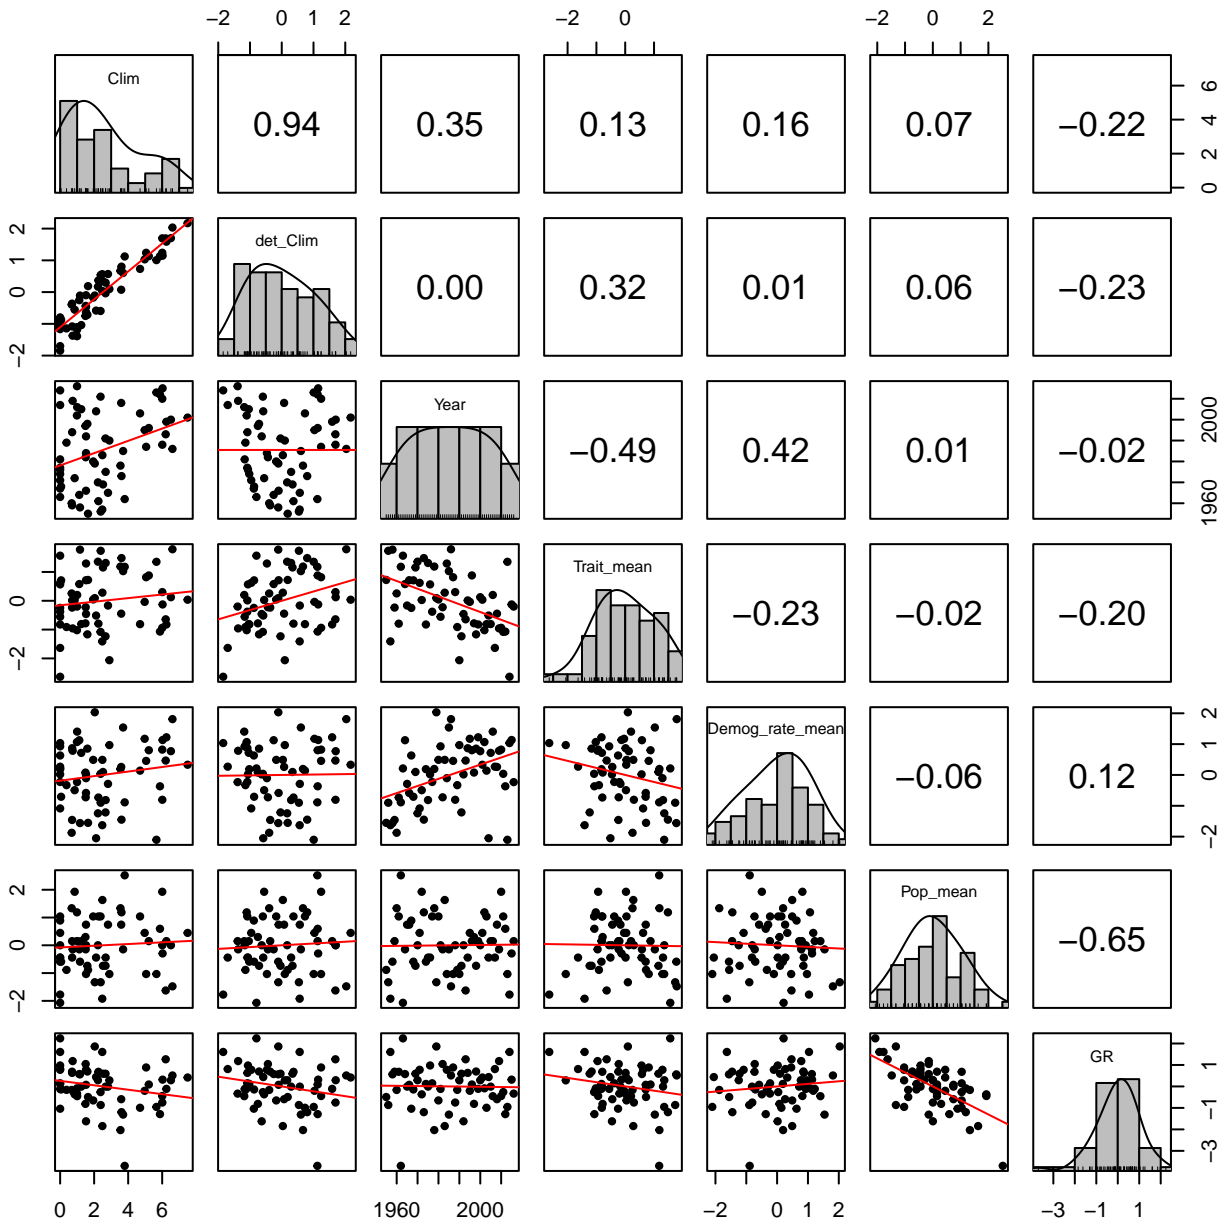 −2 0 1 2 −2 0 −2 0 2
Clim
0.94 0.35 0.13 0.16 0.07 −0.22
0 2 4 6
−2 0 1 2
det_Clim
0.00 0.32 0.01 0.06 −0.23
Year
−0.49 0.42 0.01 −0.02
1960 2000
−2 0
Trait_mean
−0.23 −0.02 −0.20
Demog_rate_mean
−0.06 0.12
−2 0 1 2
−2 0 2
Pop_mean
−0.65
GR
−3 −1 1
0 2 4 6 1960 2000 −2 0 1 2 −3 −1 1